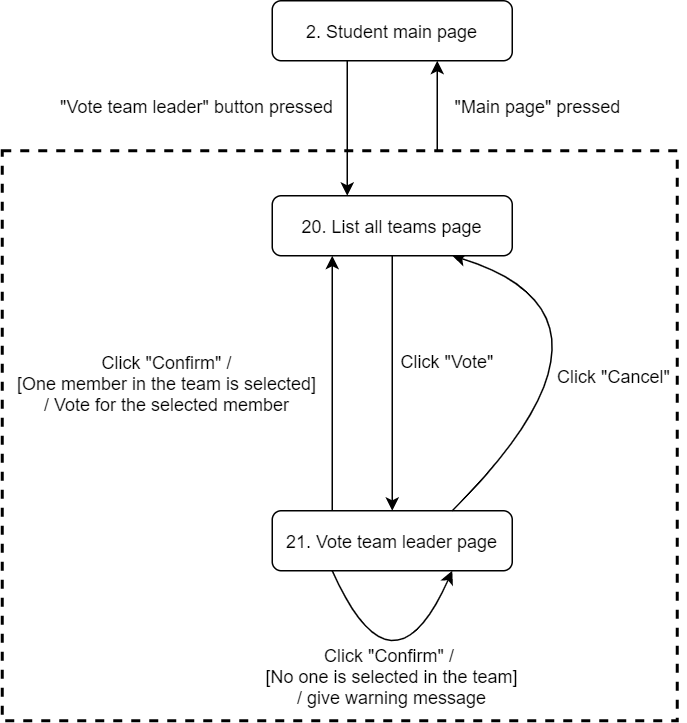 2. Student main page
"Vote team leader" button pressed
"Main page" pressed
20. List all teams page
Click "Confirm" /
[One member in the team is selected]
/ Vote for the selected member
Click "Vote"
Click "Cancel"
21. Vote team leader page
Click "Confirm" /
[No one is selected in the team]
/ give warning message